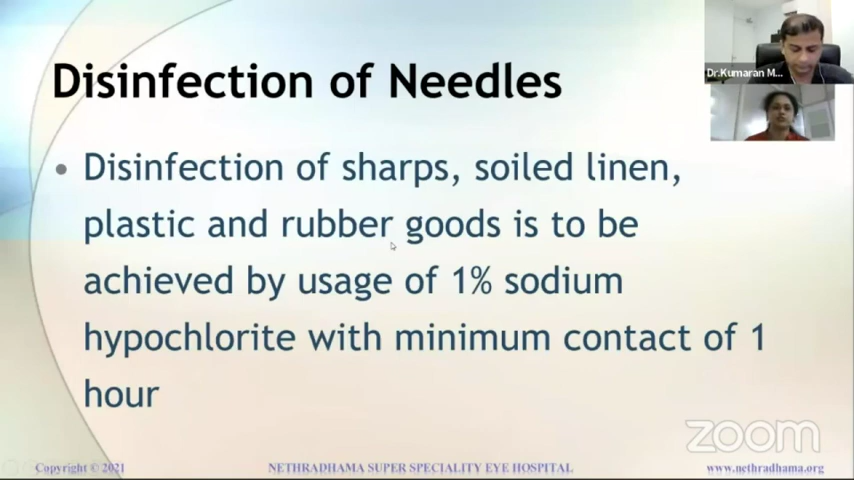 Disinfection of Needles
Dr.Kumaran M...
• Disinfection of sharps, soiled linen,
plastic and rubber goods is to be
achieved by usage of 1% sodium
hypochlorite with minimum contact of 1
hour
zoom
Copyright © 2021
NETHRADHAMA SUPER SPECIALITY EYE HOSPITAL
www.nethradhama.org